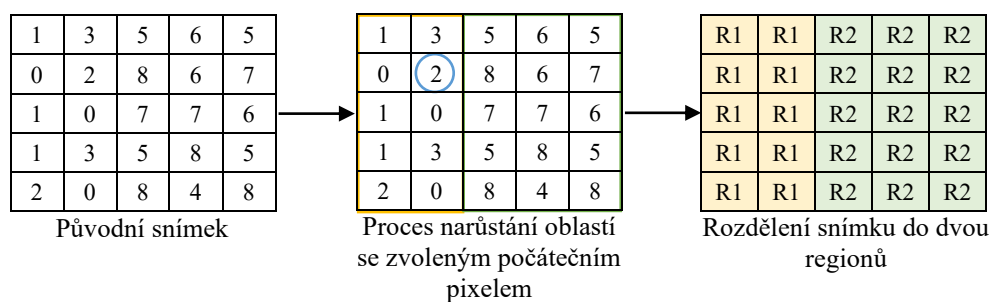 1 3 5 6 5
0 2 8 6 7
1 0 7 7 6
1 3 5 8 5
2 0 8 4 8
Původní snímek
1 3 5 6 5
0 2 8 6 7
1 0 7 7 6
1 3 5 8 5
2 0 8 4 8
Proces narůstání oblastí
se zvoleným počátečním
pixelem
R1 R1 R2 R2 R2
R1 R1 R2 R2 R2
R1 R1 R2 R2 R2
R1 R1 R2 R2 R2
R1 R1 R2 R2 R2
Rozdělení snímku do dvou
regionů